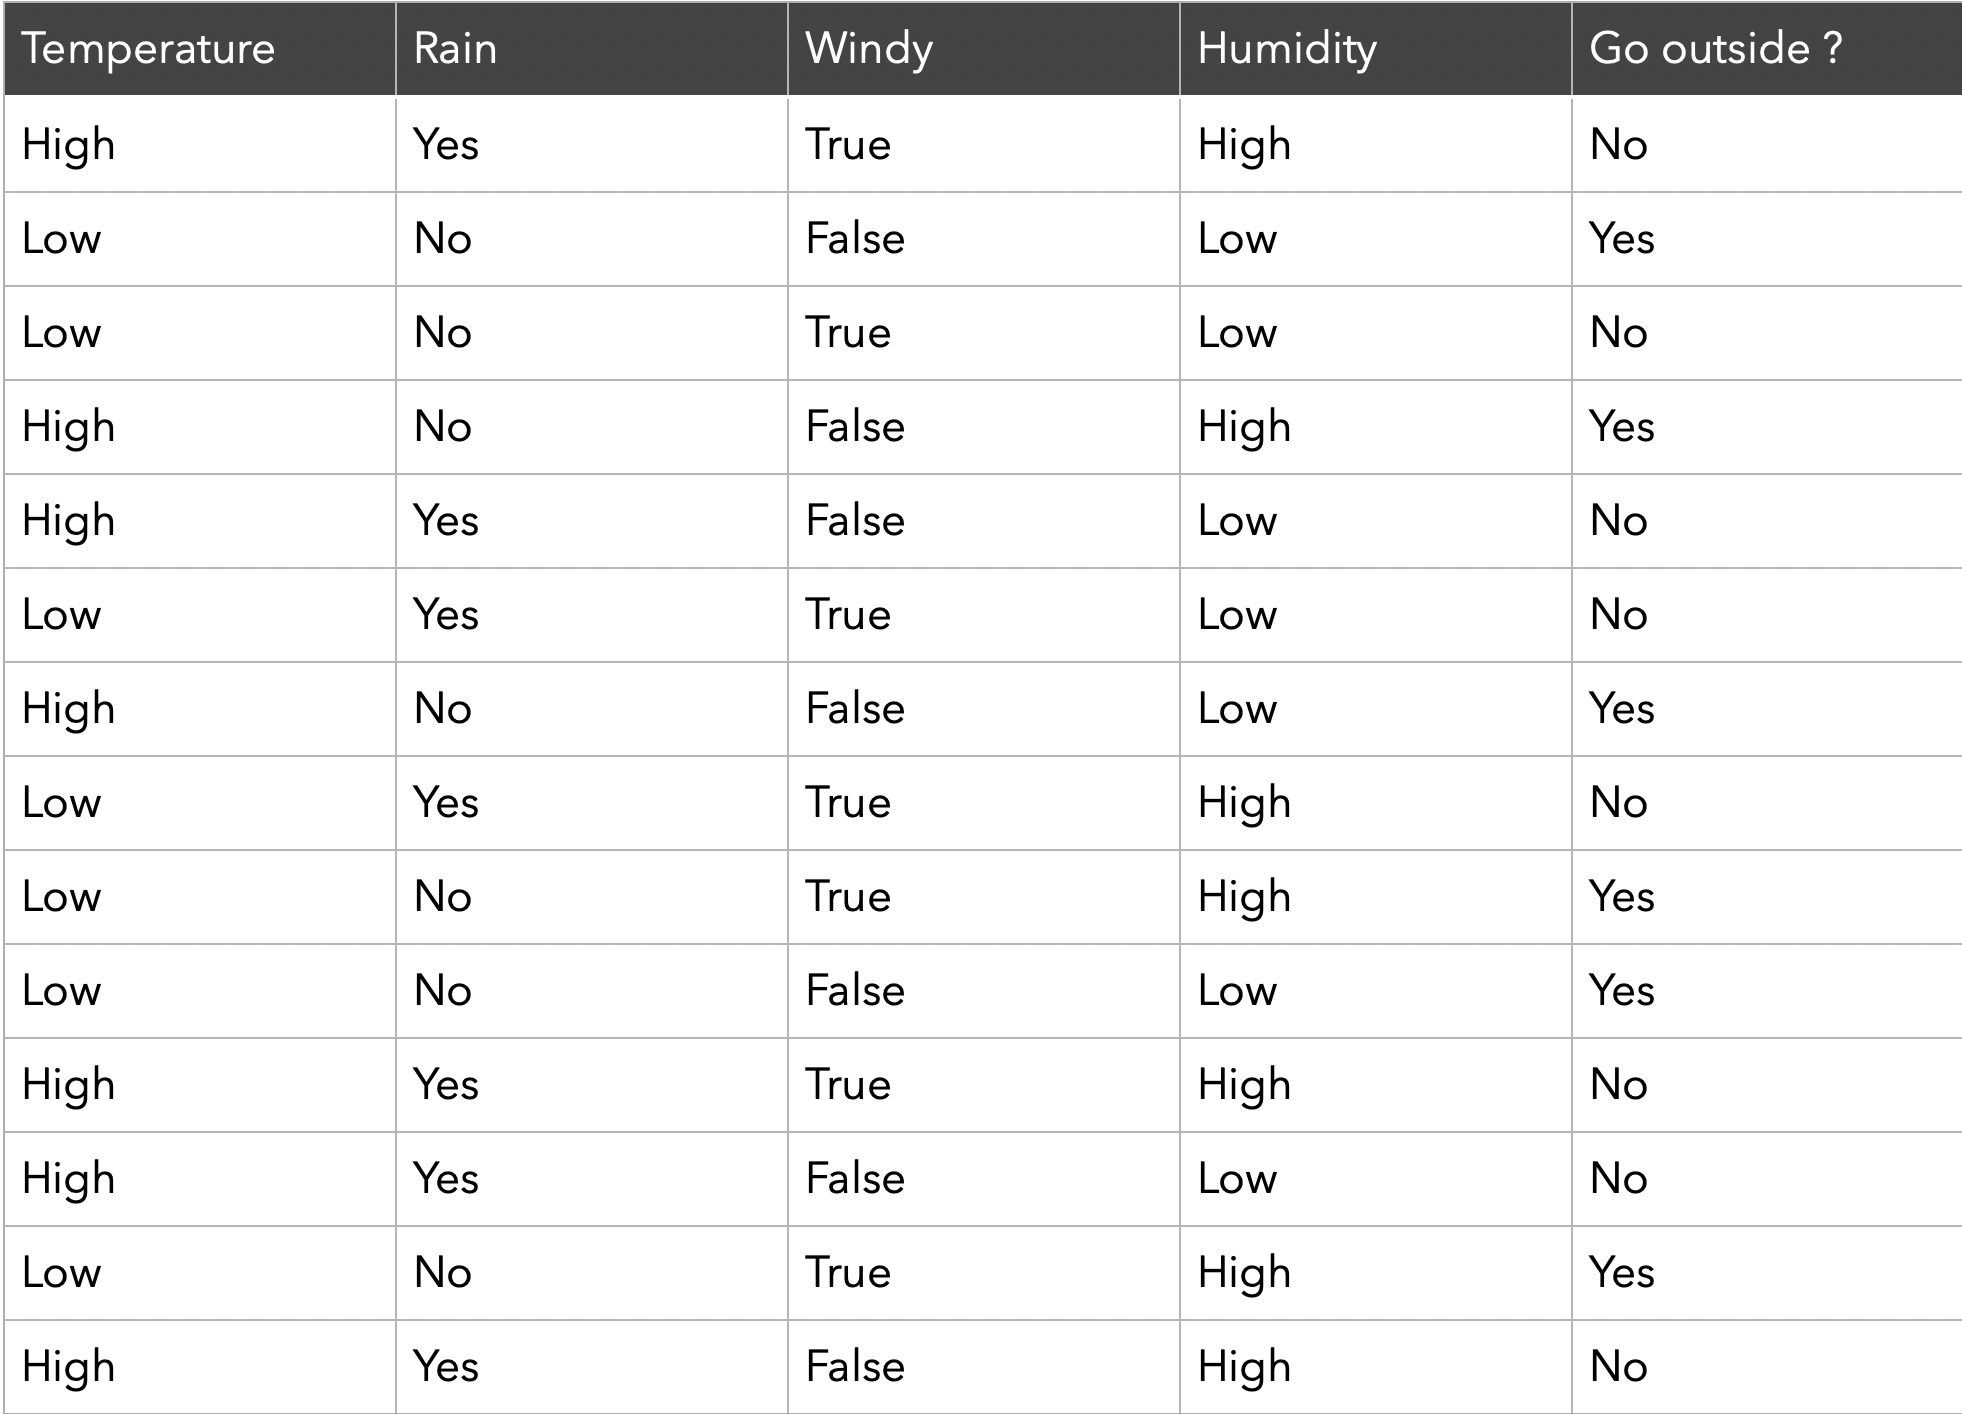 Temperature Rain Windy Humidity Go outside ?
High Yes True High No
Low No False Low Yes
Low No True Low No
High No False High Yes
High Yes False Low No
Low Yes True Low No
High No False Low Yes
Low Yes True High No
Low No True High Yes
Low No False Low Yes
High Yes True High No
High Yes False Low No
Low No True High Yes
High Yes False High No